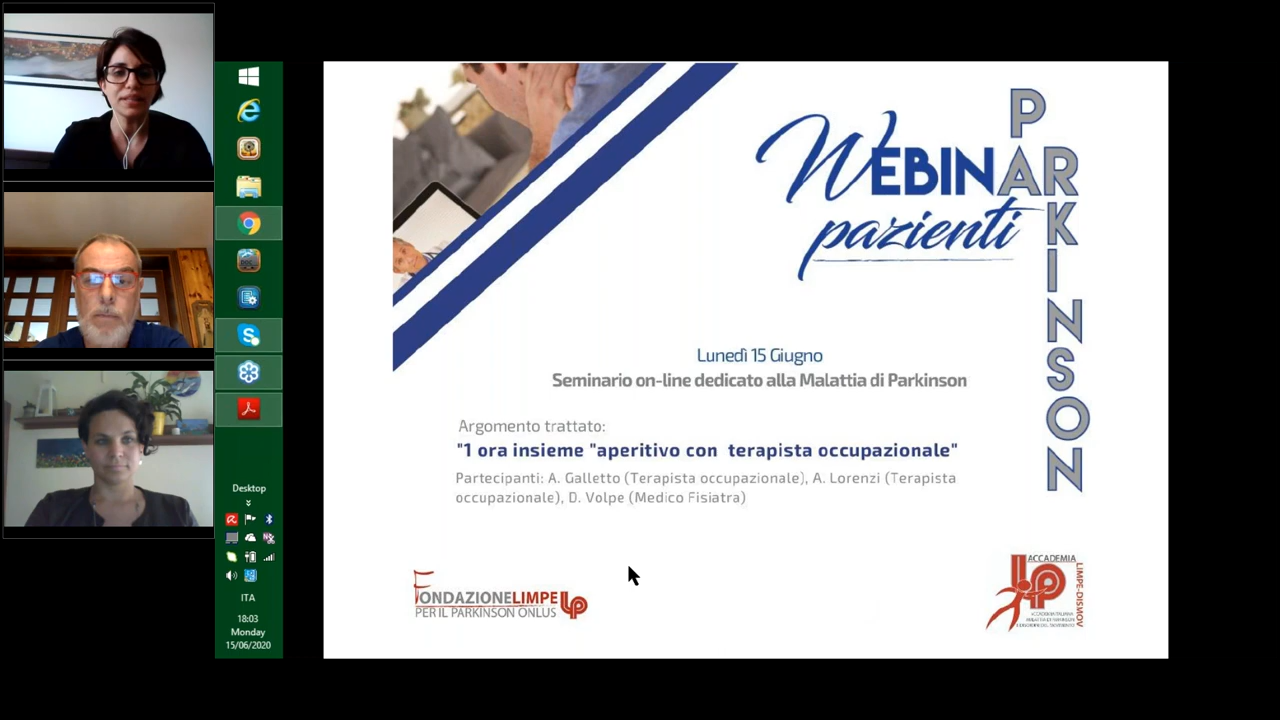 WEBINAR
PARKINSON
pazienti
Lunedì 15 Giugno
Seminario on-line dedicato alla Malattia di Parkinson
Argomento trattato:
"1 ora insieme "aperitivo con terapista occupazionale"
Partecipanti: A. Galletto (Terapista occupazionale), A. Lorenzi (Terapista
occupazionale), D. Volpe (Medico Fisiatra)
FONDAZIONELIMPE
PER IL PARKINSON ONLUS
LP
ACCADEMIA
LIMPE-DISMOV
Desktop
ITA
18:03
Monday
15/06/2020